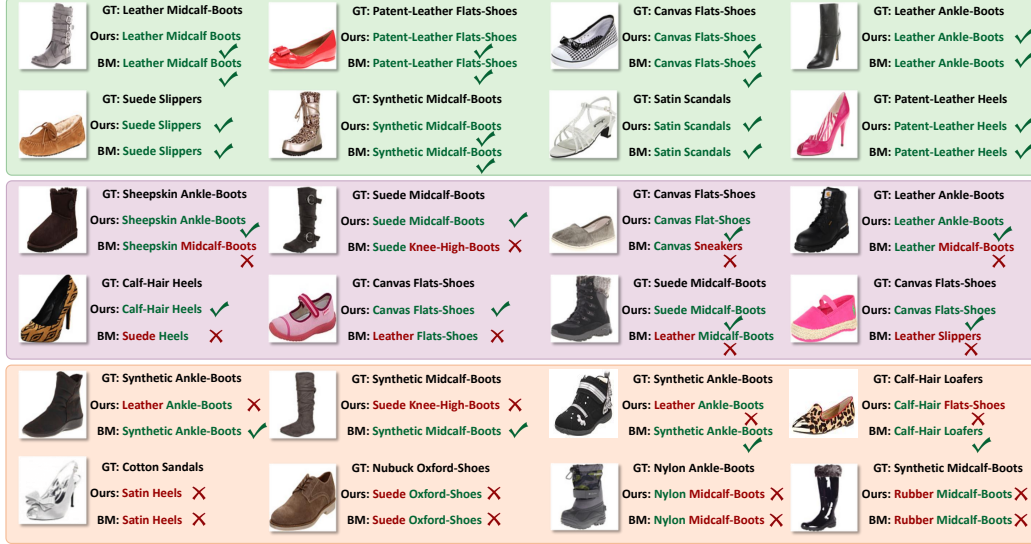 GT: Leather Midcalf-Boots
Ours: Leather Midcalf Boots
BM: Leather Midcalf Boots
GT: Patent-Leather Flats-Shoes
Ours: Patent-Leather Flats-Shoes
BM: Patent-Leather Flats-Shoes
GT: Canvas Flats-Shoes
Ours: Canvas Flats-Shoes
BM: Canvas Flats-Shoes
GT: Leather Ankle-Boots
Ours: Leather Ankle-Boots
BM: Leather Ankle-Boots
GT: Suede Slippers
Ours: Suede Slippers
BM: Suede Slippers
GT: Synthetic Midcalf-Boots
Ours: Synthetic Midcalf-Boots
BM: Synthetic Midcalf-Boots
GT: Satin Scandals
Ours: Satin Scandals
BM: Satin Scandals
GT: Patent-Leather Heels
Ours: Patent-Leather Heels
BM: Patent-Leather Heels
GT: Sheepskin Ankle-Boots
Ours: Sheepskin Ankle-Boots
BM: Sheepskin Midcalf-Boots
GT: Suede Midcalf-Boots
Ours: Suede Midcalf-Boots
BM: Suede Knee-High-Boots
GT: Canvas Flats-Shoes
Ours: Canvas Flat-Shoes
BM: Canvas Sneakers
GT: Leather Ankle-Boots
Ours: Leather Ankle-Boots
BM: Leather Midcalf-Boots
GT: Calf-Hair Heels
Ours: Calf-Hair Heels
BM: Suede Heels
GT: Canvas Flats-Shoes
Ours: Canvas Flats-Shoes
BM: Leather Flats-Shoes
GT: Suede Midcalf-Boots
Ours: Suede Midcalf-Boots
BM: Leather Midcalf-Boots
GT: Canvas Flats-Shoes
Ours: Canvas Flats-Shoes
BM: Leather Slippers
GT: Synthetic Ankle-Boots
Ours: Leather Ankle-Boots
BM: Synthetic Ankle-Boots
GT: Synthetic Midcalf-Boots
Ours: Suede Knee-High-Boots
BM: Synthetic Midcalf-Boots
GT: Synthetic Ankle-Boots
Ours: Leather Ankle-Boots
BM: Synthetic Ankle-Boots
GT: Calf-Hair Loafers
Ours: Calf-Hair Flats-Shoes
BM: Calf-Hair Loafers
GT: Cotton Sandals
Ours: Satin Heels
BM: Satin Heels
GT: Nubuck Oxford-Shoes
Ours: Suede Oxford-Shoes
BM: Suede Oxford-Shoes
GT: Nylon Ankle-Boots
Ours: Nylon Midcalf-Boots
BM: Nylon Midcalf-Boots
GT: Synthetic Midcalf-Boots
Ours: Rubber Midcalf-Boots
BM: Rubber Midcalf-Boots